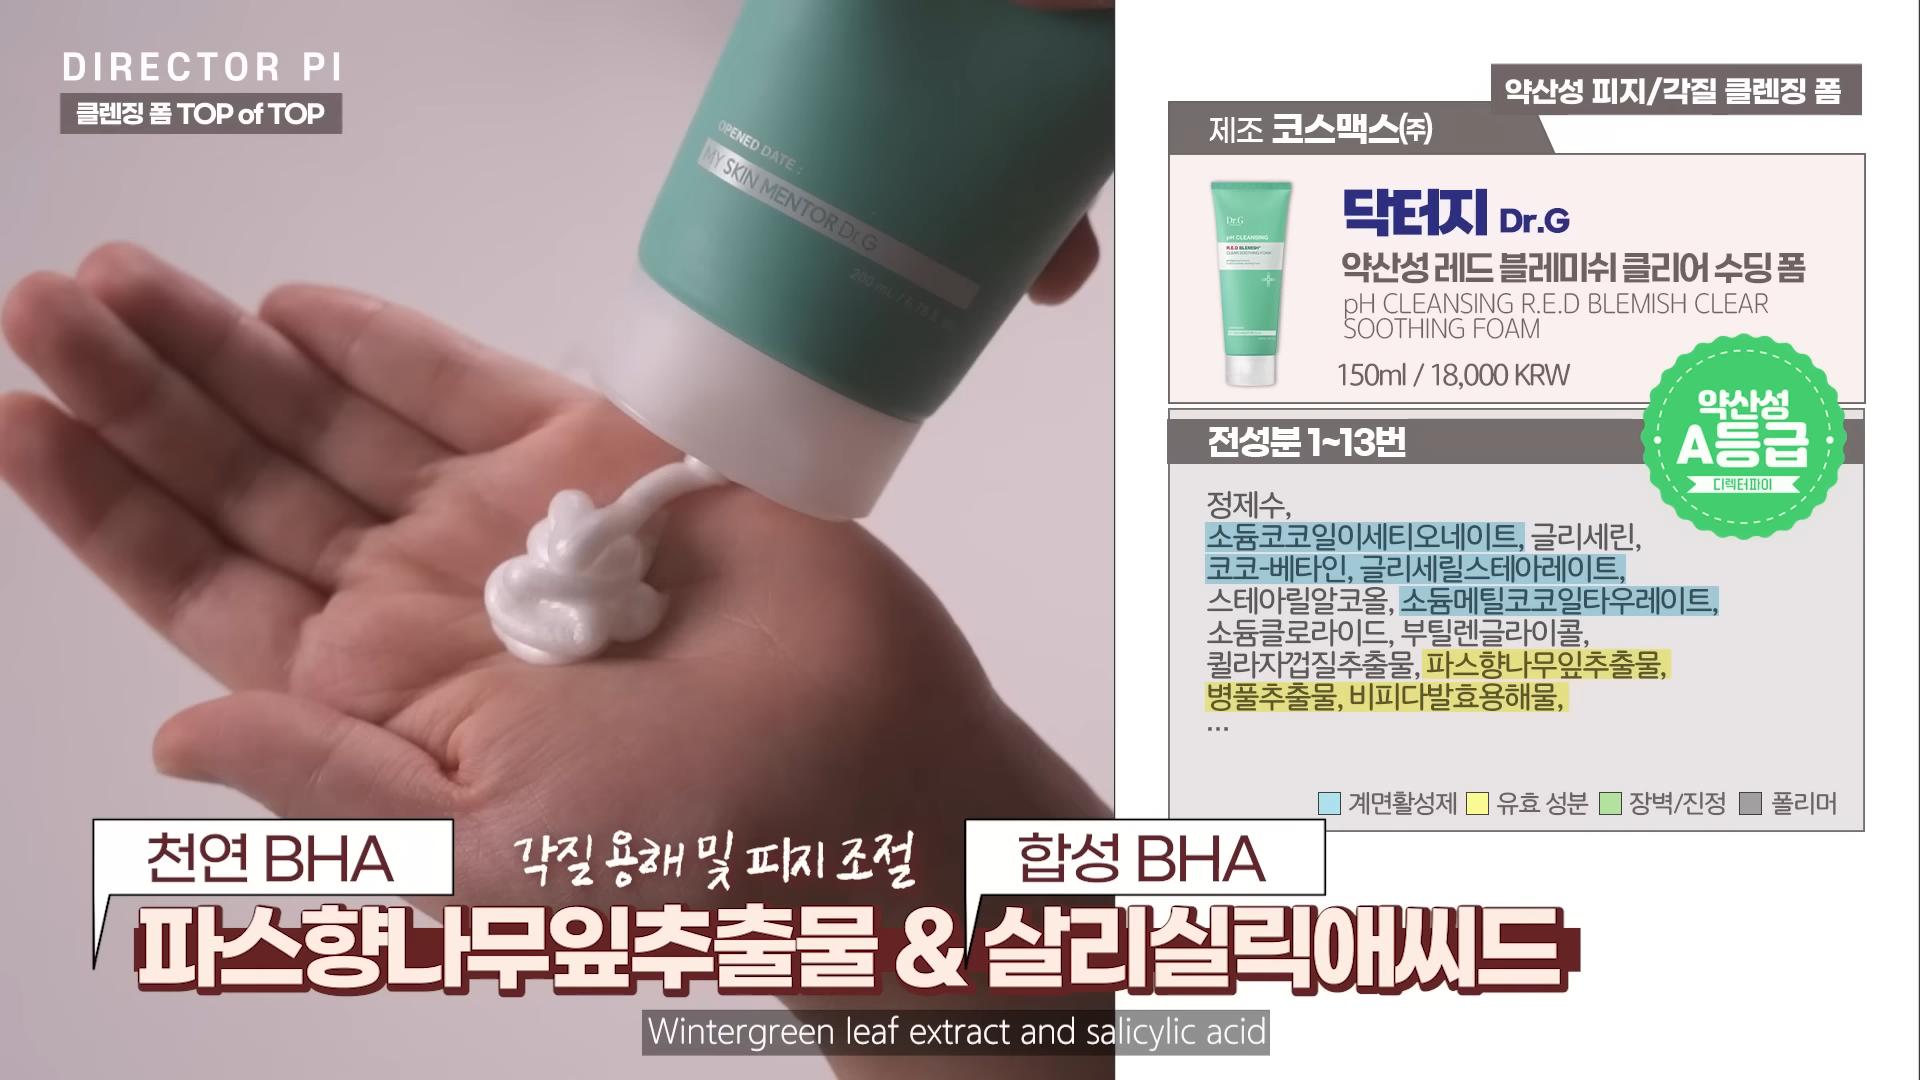 DIRECTOR PI
클렌징 폼 TOP of TOP
OPENED DATE :
MY SKIN MENTOR Dr.G
약산성 피지/각질 클렌징 폼
제조 코스맥스㈜
Dr.G
pH CLEANSING
R.E.D BLEMISH
CLEAR SOOTHING FOAM
닥터지 Dr.G
약산성 레드 블레미쉬 클리어 수딩 폼
pH CLEANSING R.E.D BLEMISH CLEAR
SOOTHING FOAM
150ml / 18,000 KRW
약산성
A등급
디렉터파이
전성분 1~13번
정제수,
소듐코코일이세티오네이트, 글리세린,
코코-베타인, 글리세릴스테아레이트,
스테아릴알코올, 소듐메틸코코일타우레이트,
소듐클로라이드, 부틸렌글라이콜,
퀼라자껍질추출물, 파스향나무잎추출물,
병풀추출물, 비피다발효용해물,
...
계면활성제 유효 성분 장벽/진정 폴리머
천연 BHA 각질 용해 및 피지 조절 합성 BHA
파스향나무잎추출물 & 살리실릭애씨드
Wintergreen leaf extract and salicylic acid